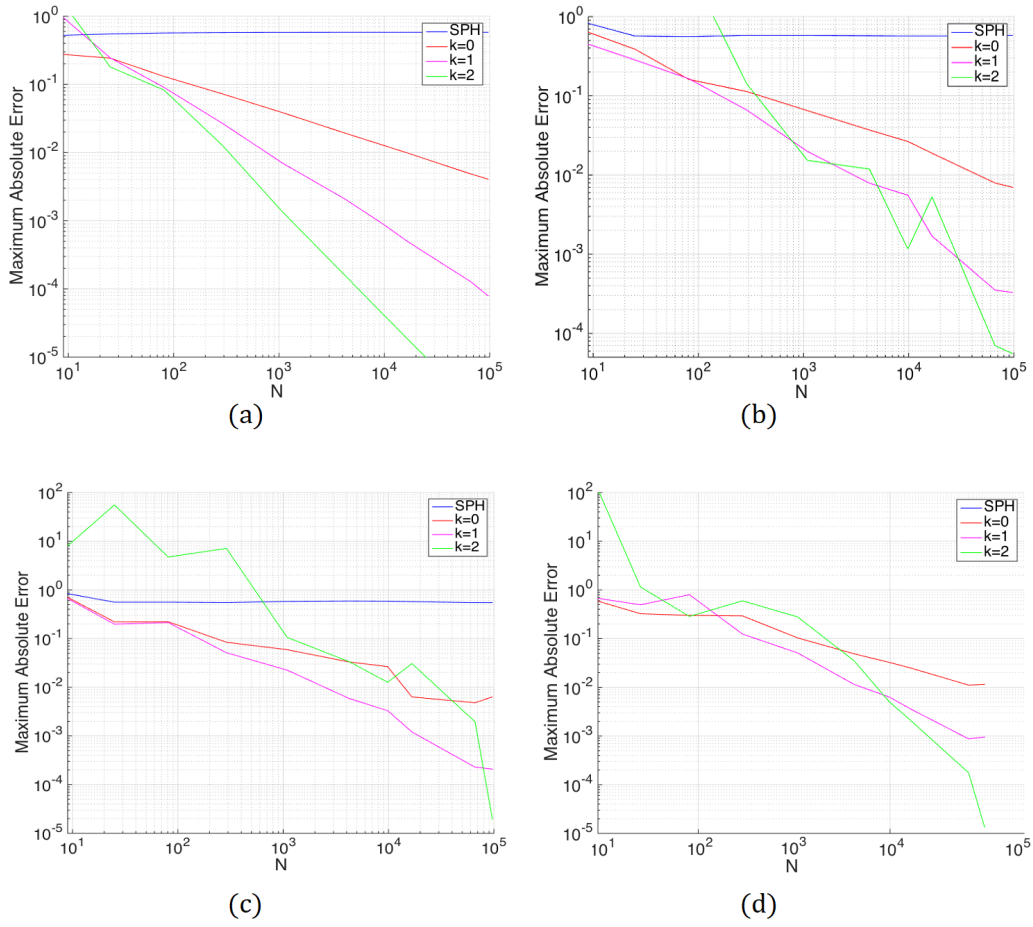 10^0
10^-1
10^-2
10^-3
10^-4
10^-5
Maximum Absolute Error
10^1 10^2 10^3 10^4 10^5
N
SPH
k=0
k=1
k=2
(a)
10^0
10^-1
10^-2
10^-3
10^-4
Maximum Absolute Error
10^1 10^2 10^3 10^4 10^5
N
SPH
k=0
k=1
k=2
(b)
10^2
10^1
10^0
10^-1
10^-2
10^-3
10^-4
10^-5
Maximum Absolute Error
10^1 10^2 10^3 10^4 10^5
N
SPH
k=0
k=1
k=2
(c)
10^2
10^1
10^0
10^-1
10^-2
10^-3
10^-4
10^-5
Maximum Absolute Error
10^1 10^2 10^3 10^4 10^5
N
SPH
k=0
k=1
k=2
(d)